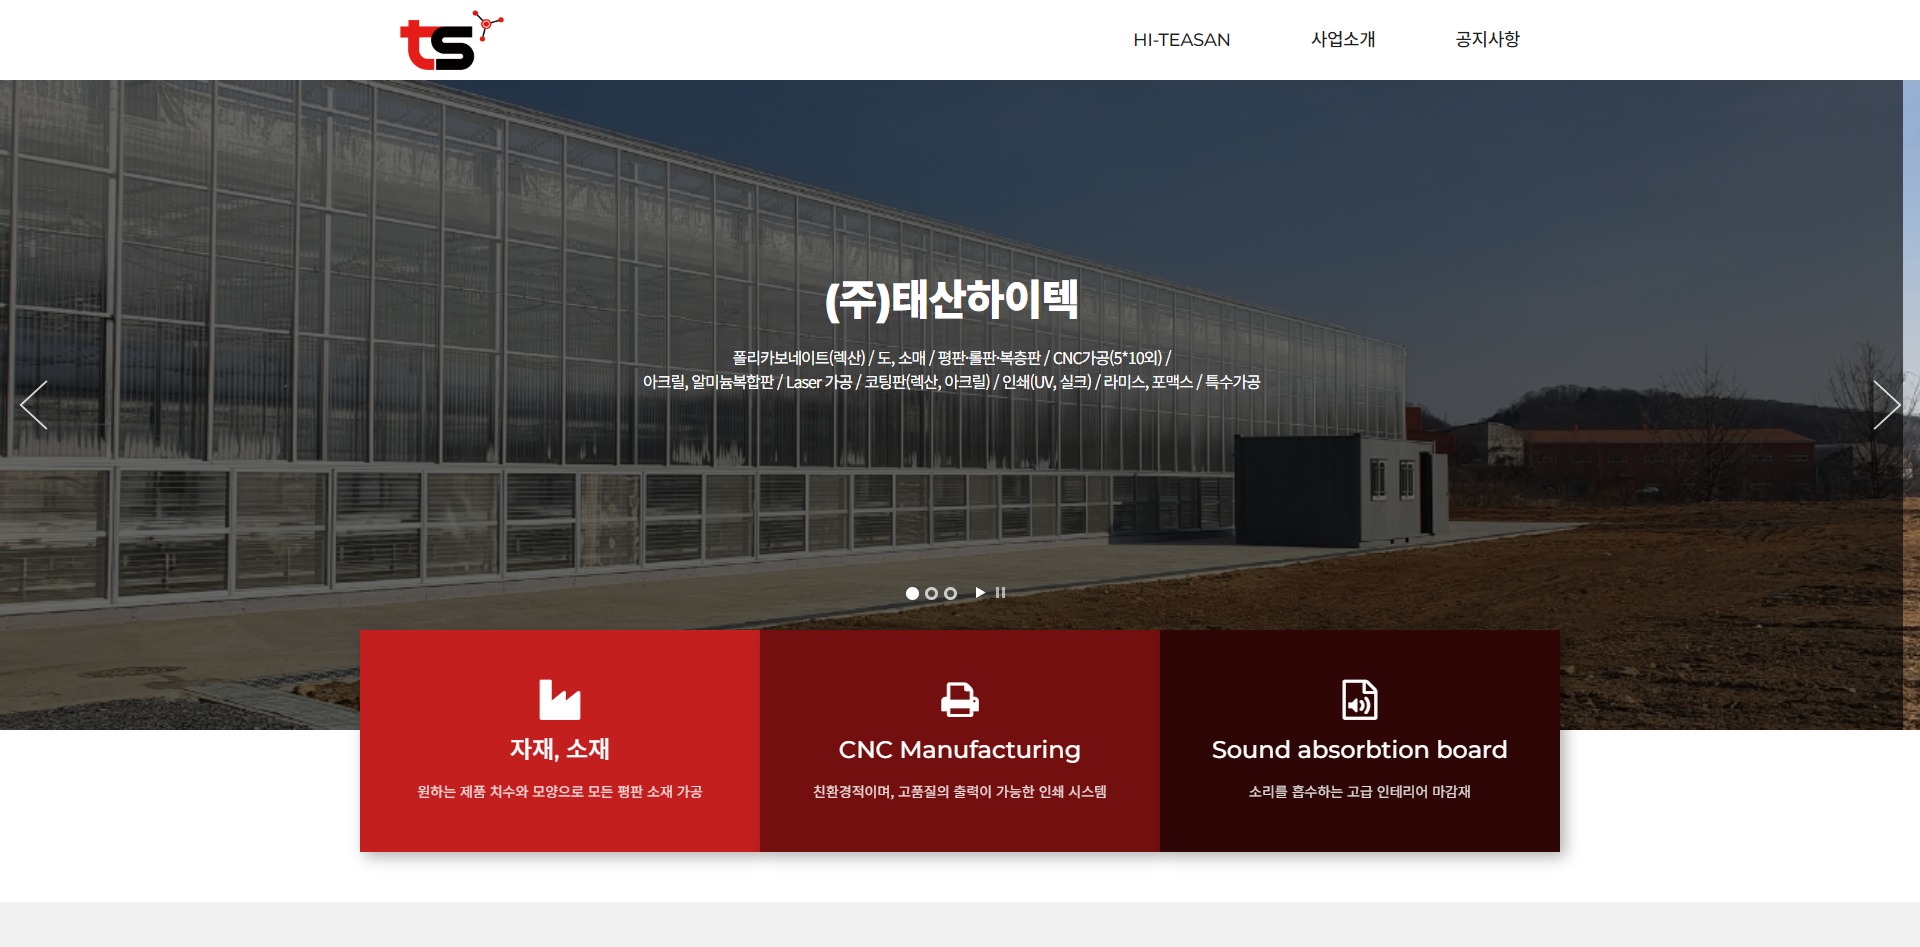 ts
HI-TEASAN
사업소개
공지사항
(주)태산하이텍
폴리카보네이트(렉산) / 도, 소매 / 평판·롤판·복층판 / CNC가공(5*10외) /
아크릴, 알미늄복합판 / Laser 가공 / 코팅판(렉산, 아크릴) / 인쇄(UV, 실크) / 라미스, 포맥스 / 특수가공
자재, 소재
원하는 제품 치수와 모양으로 모든 평판 소재 가공
CNC Manufacturing
친환경적이며, 고품질의 출력이 가능한 인쇄 시스템
Sound absorbtion board
소리를 흡수하는 고급 인테리어 마감재